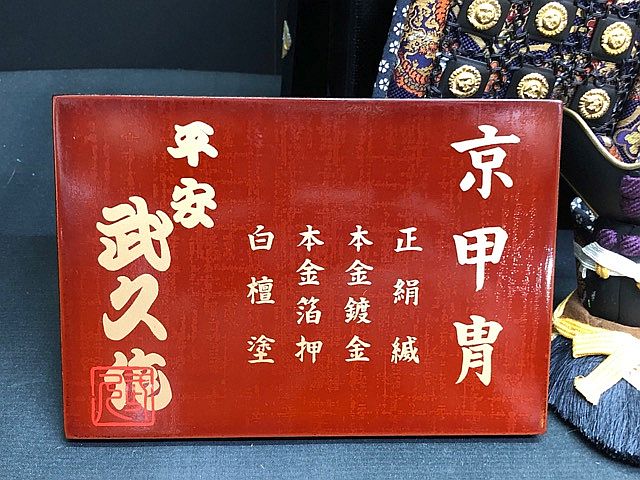 京甲冑
正絹縅
本金鍍金
本金箔押
白檀塗
平安
武久作